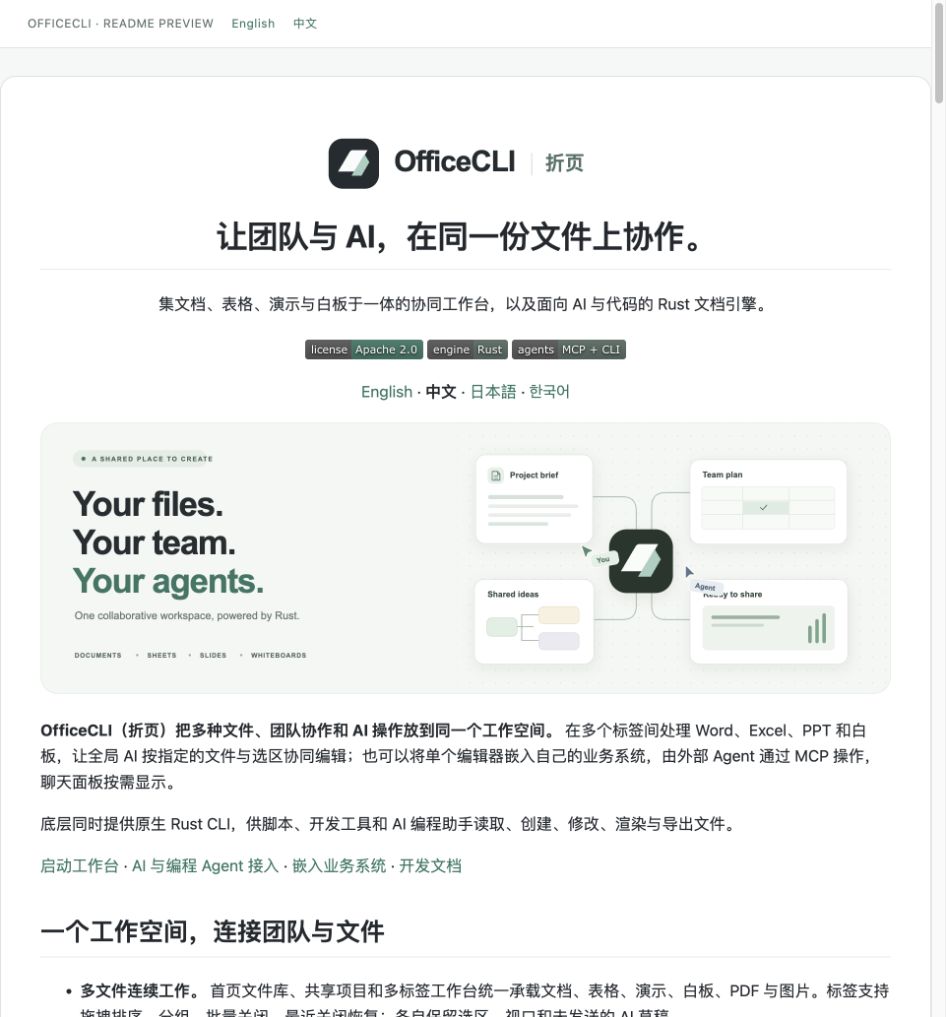 OFFICECLI · README PREVIEW English 中文
OfficeCLI | 折页
让团队与 AI，在同一份文件上协作。
集文档、表格、演示与白板于一体的协同工作台，以及面向 AI 与代码的 Rust 文档引擎。
license Apache 2.0 engine Rust agents MCP + CLI
English · 中文 · 日本語 · 한국어
A SHARED PLACE TO CREATE
Your files.
Your team.
Your agents.
One collaborative workspace, powered by Rust.
DOCUMENTS · SHEETS · SLIDES · WHITEBOARDS
Project brief
Team plan
You
Agent
Shared ideas
to share
OfficeCLI（折页）把多种文件、团队协作和 AI 操作放到同一个工作空间。 在多个标签间处理 Word、Excel、PPT 和白
板，让全局 AI 按指定的文件与选区协同编辑；也可以将单个编辑器嵌入自己的业务系统，由外部 Agent 通过 MCP 操作，
聊天面板按需显示。
底层同时提供原生 Rust CLI，供脚本、开发工具和 AI 编程助手读取、创建、修改、渲染与导出文件。
启动工作台 · AI 与编程 Agent 接入 · 嵌入业务系统 · 开发文档
一个工作空间，连接团队与文件
• 多文件连续工作。 首页文件库、共享项目和多标签工作台统一承载文档、表格、演示、白板、PDF 与图片。标签支持